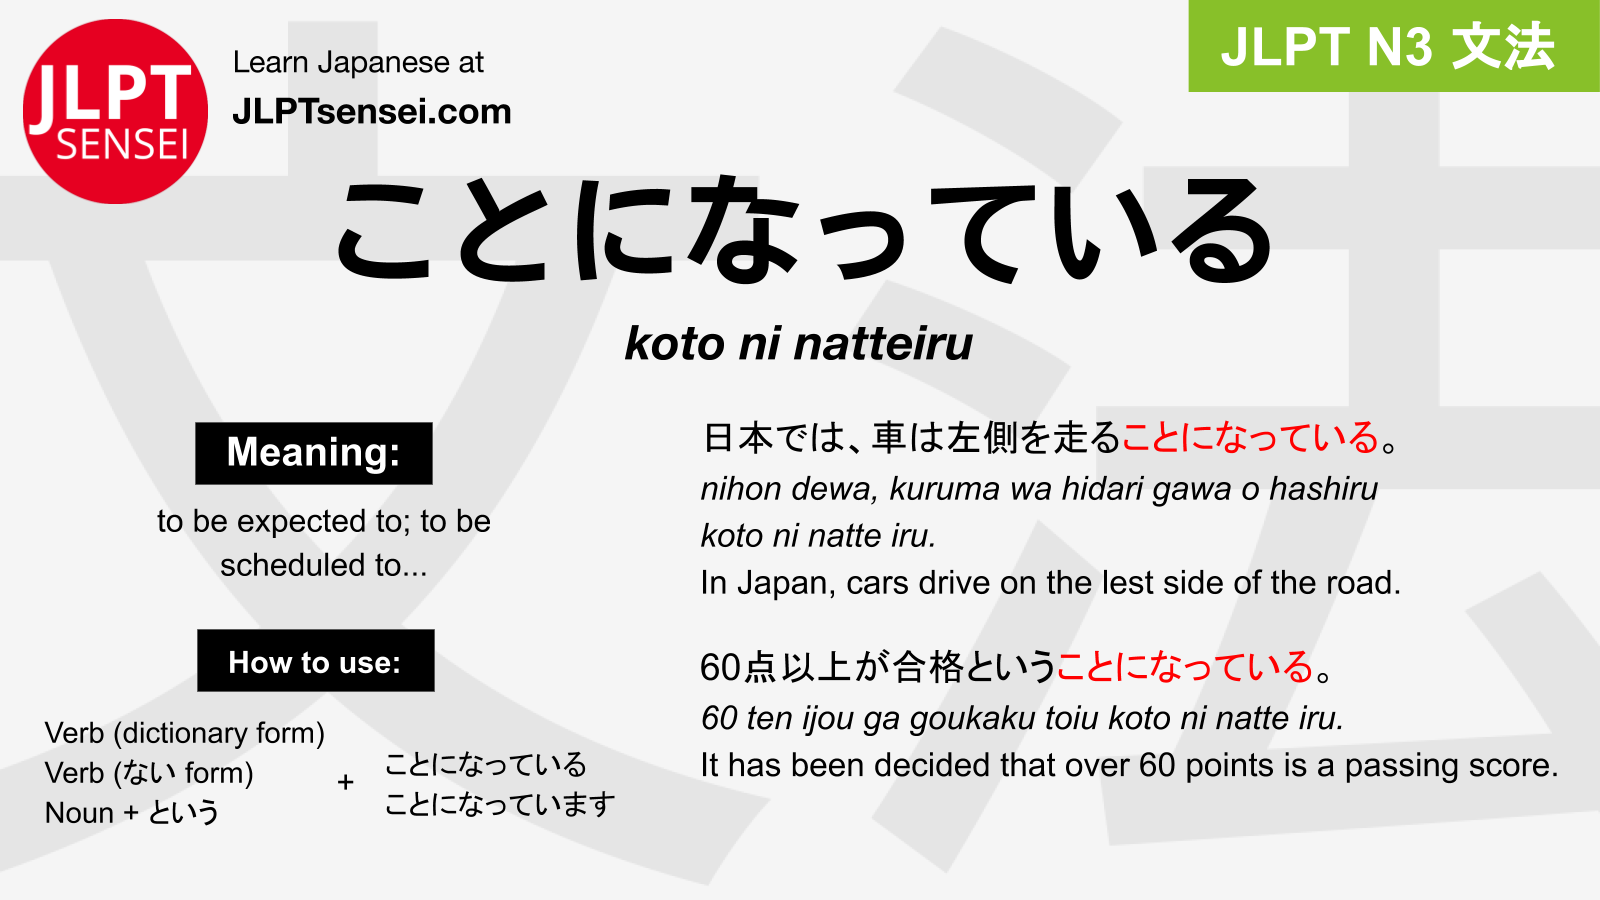 JLPT
SENSEI
Learn Japanese at
JLPTsensei.com
JLPT N3 文法
ことになっている
koto ni natteiru
Meaning:
to be expected to; to be
scheduled to...
How to use:
Verb (dictionary form)
Verb (ない form)
Noun + という
+
ことになっている
ことになっています
日本では、車は左側を走ることになっている。
nihon dewa, kuruma wa hidari gawa o hashiru
koto ni natte iru.
In Japan, cars drive on the lest side of the road.
60点以上が合格ということになっている。
60 ten ijou ga goukaku toiu koto ni natte iru.
It has been decided that over 60 points is a passing score.
文法